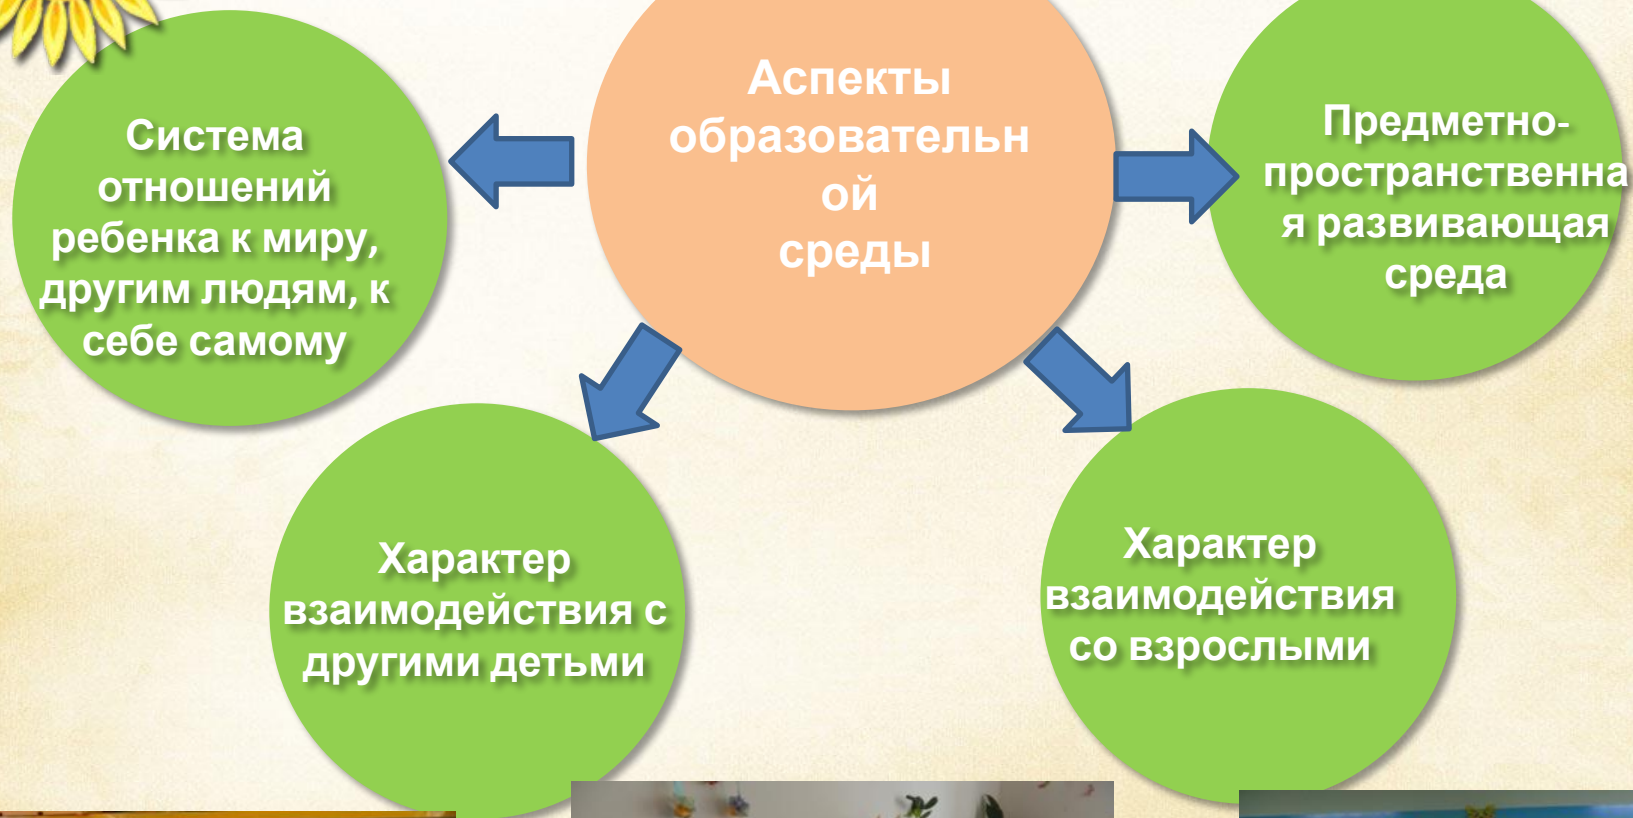 Аспекты
образовательн
ой
среды
Система
отношений
ребенка к миру,
другим людям, к
себе самому
Предметно-
пространственна
я развивающая
среда
Характер
взаимодействия с
другими детьми
Характер
взаимодействия
со взрослыми